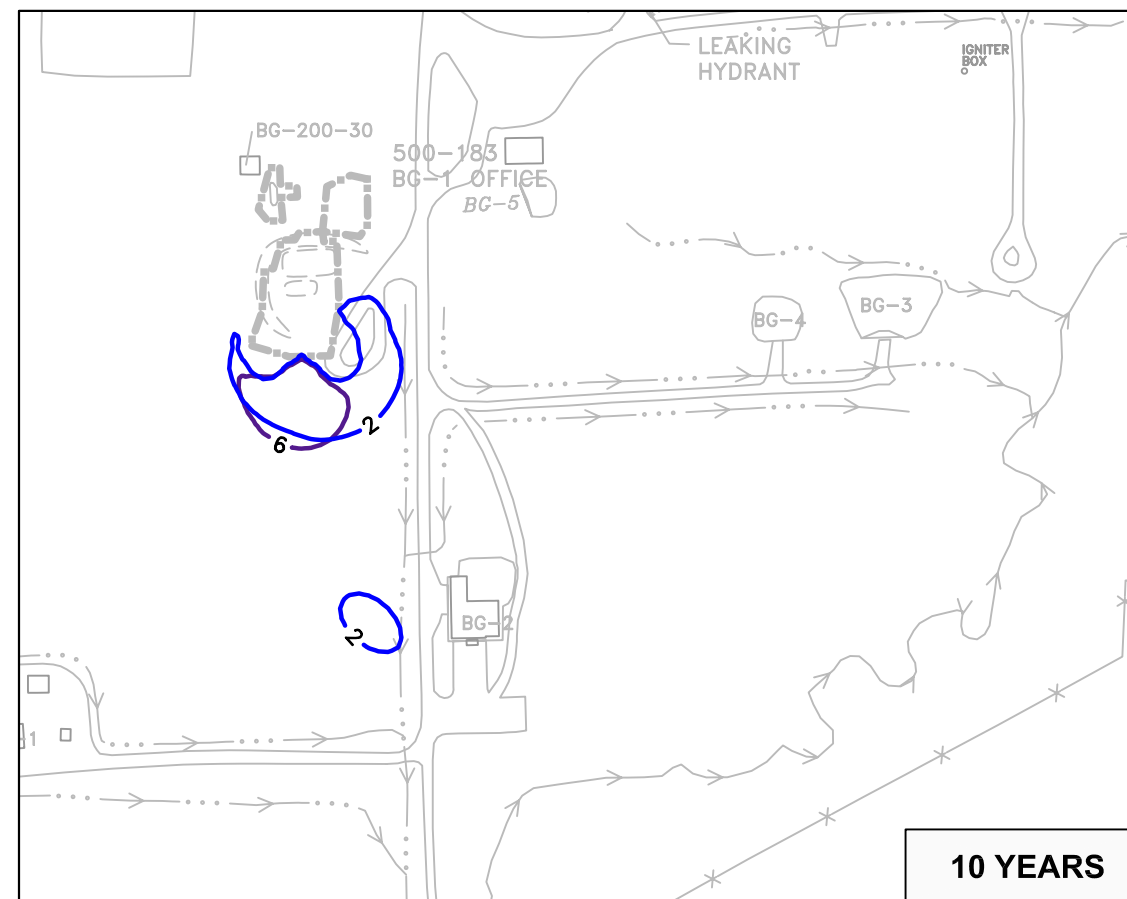 LEAKING
HYDRANT
IGNITER
BOX
BG-200-30
500-183
BG-1 OFFICE
BG-5
BG-4
BG-3
2
6
2
BG-2
1
10 YEARS